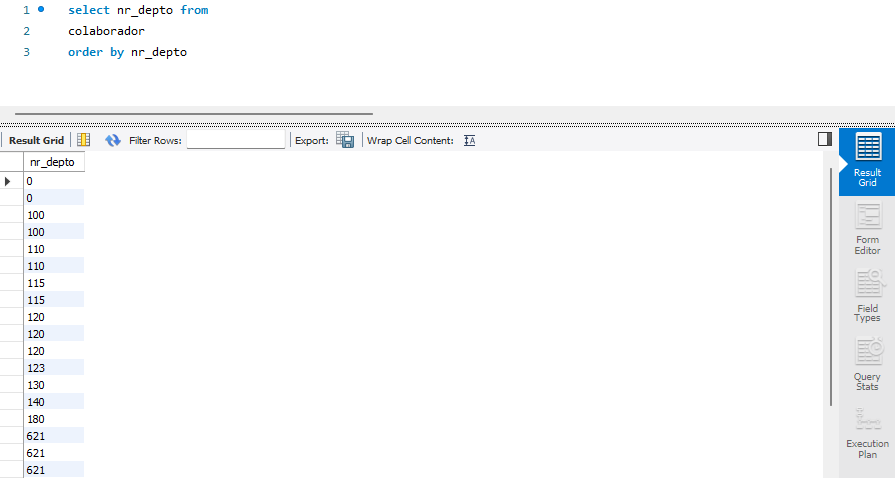 1 select nr_depto from
2 colaborador
3 order by nr_depto
Result Grid Filter Rows: Export: Wrap Cell Content: IA
nr_depto
0
0
100
100
110
110
115
115
120
120
120
123
130
140
180
621
621
621
Result
Grid
Form
Editor
Field
Types
Query
Stats
Execution
Plan